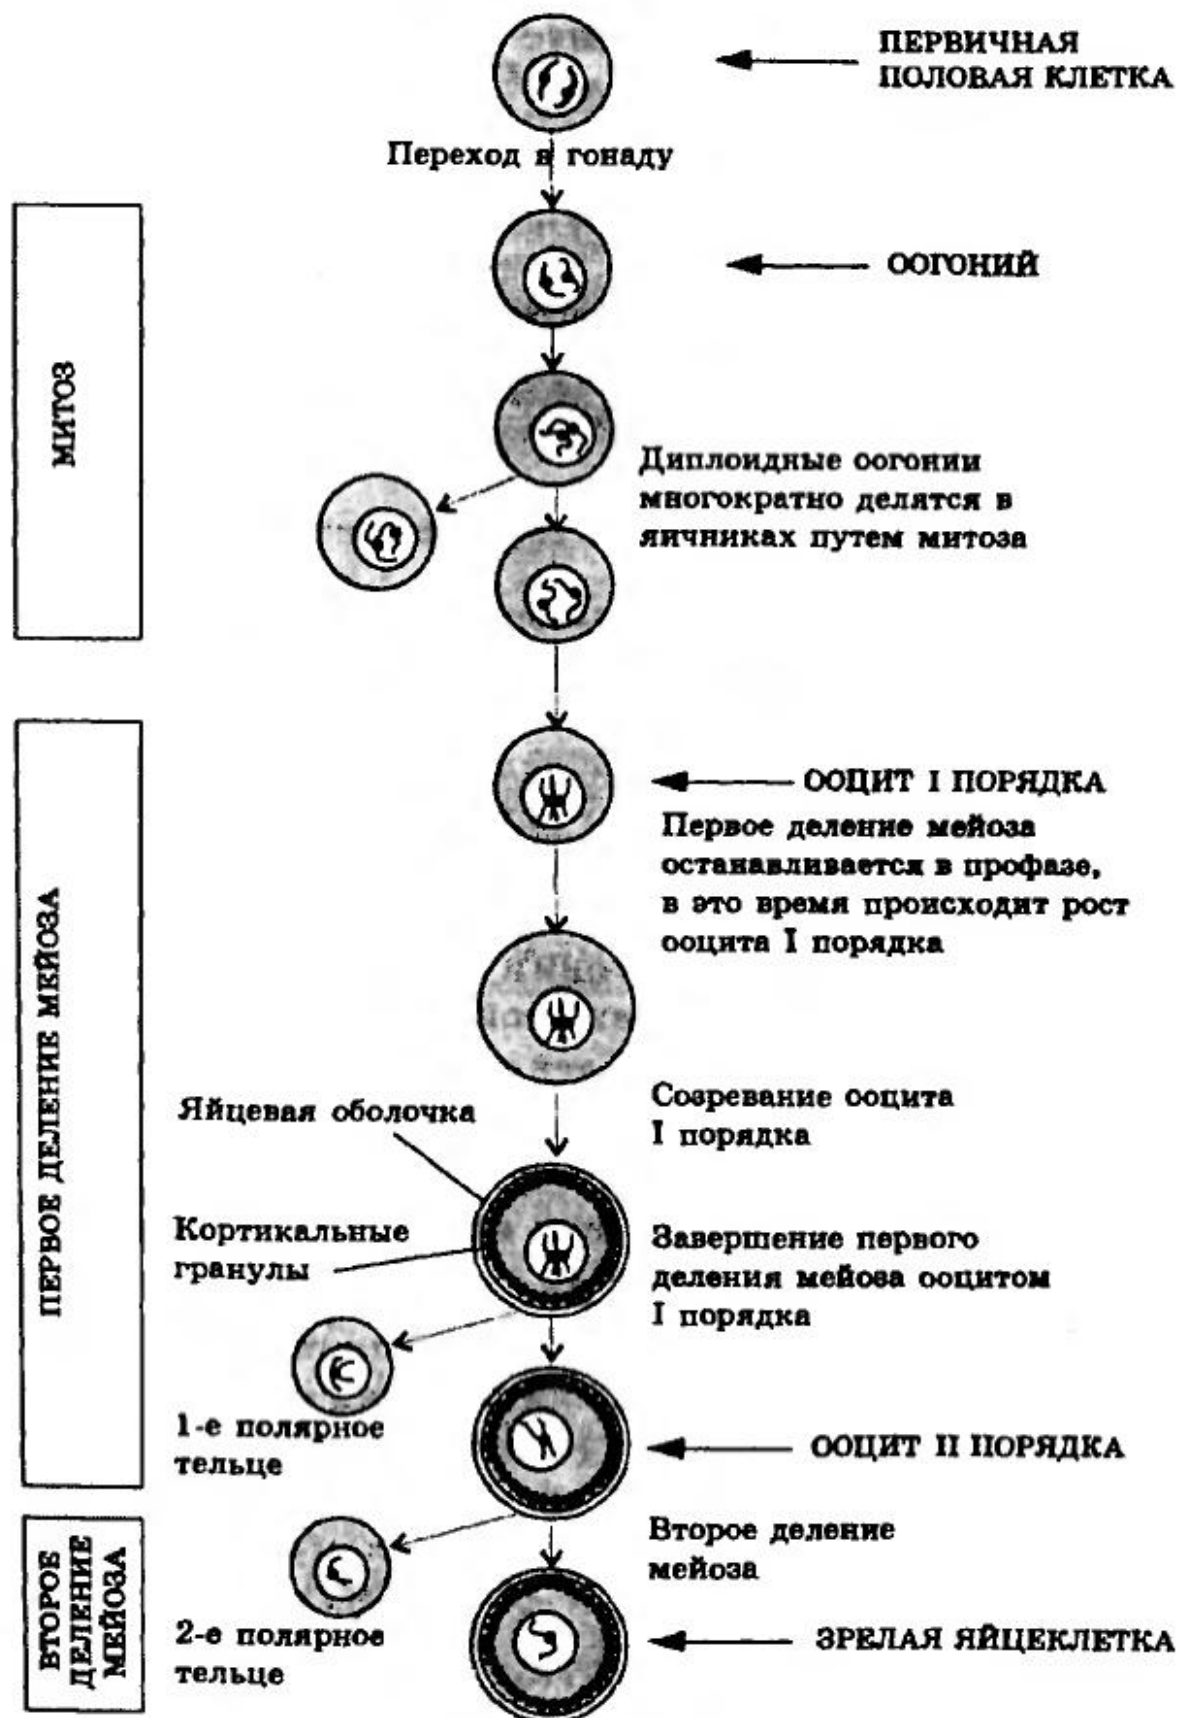 ПЕРВИЧНАЯ
ПОЛОВАЯ КЛЕТКА
Переход в гонаду
МИТОЗ
ООГОНИЙ
Диплоидные оогонии
многократно делятся в
яичниках путем митоза
ПЕРВОЕ ДЕЛЕНИЕ МЕЙОЗА
ООЦИТ I ПОРЯДКА
Первое деление мейоза
останавливается в профазе,
в это время происходит рост
ооцита I порядка
Созревание ооцита
I порядка
Яйцевая оболочка
Кортикальные
гранулы
Завершение первого
деления мейоза ооцитом
I порядка
1-е полярное
тельце
ООЦИТ II ПОРЯДКА
ВТОРОЕ
ДЕЛЕНИЕ
МЕЙОЗА
Второе деление
мейоза
2-е полярное
тельце
ЗРЕЛАЯ ЯЙЦЕКЛЕТКА